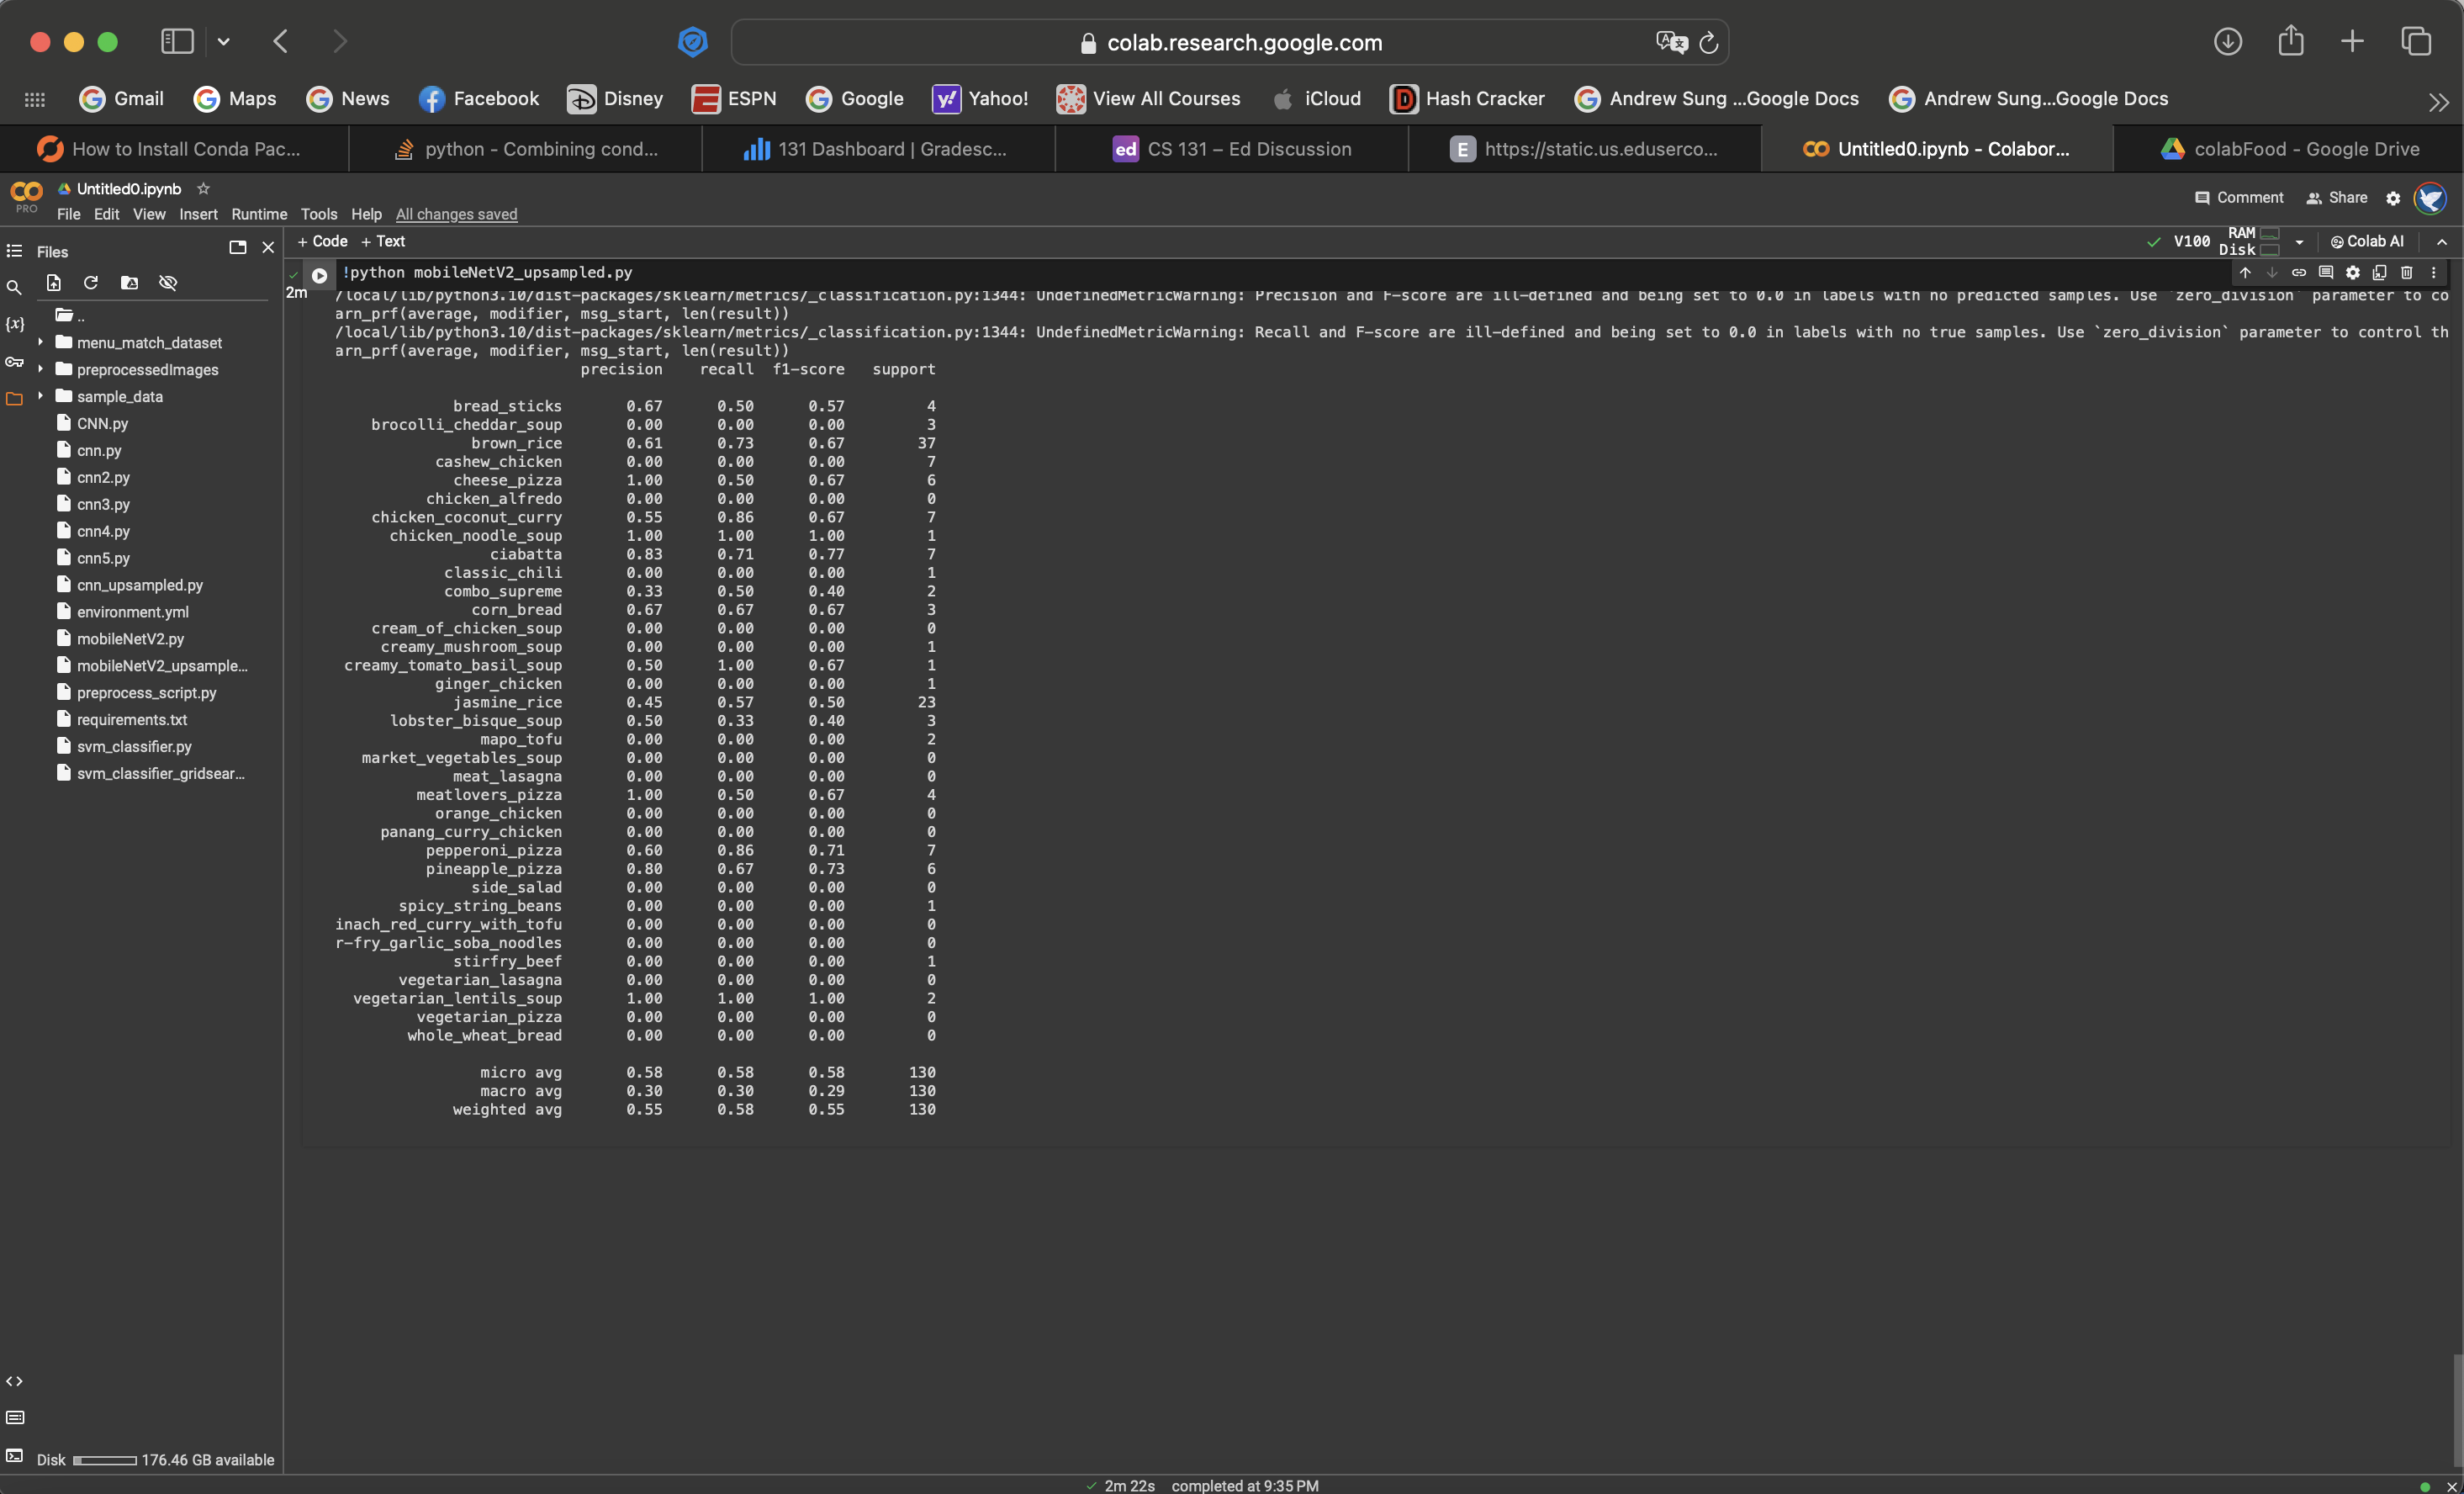 colab.research.google.com
Gmail Maps News Facebook Disney ESPN Google Yahoo! View All Courses iCloud Hash Cracker Andrew Sung ...Google Docs Andrew Sung...Google Docs
How to Install Conda Pac... python - Combining cond... 131 Dashboard | Gradesc... ed CS 131 – Ed Discussion E https://static.us.eduserco... Untitled0.ipynb - Colabor... colabFood - Google Drive
PRO Untitled0.ipynb
File Edit View Insert Runtime Tools Help All changes saved
Comment Share
Files
+ Code + Text
V100 RAM Disk Colab AI
2m
!python mobileNetV2_upsampled.py
..
menu_match_dataset
preprocessedImages
sample_data
CNN.py
cnn.py
cnn2.py
cnn3.py
cnn4.py
cnn5.py
cnn_upsampled.py
environment.yml
mobileNetV2.py
mobileNetV2_upsample...
preprocess_script.py
requirements.txt
svm_classifier.py
svm_classifier_gridsear...
/local/lib/python3.10/dist-packages/sklearn/metrics/_classification.py:1344: UndefinedMetricWarning: Precision and F-score are ill-defined and being set to 0.0 in labels with no predicted samples. Use `zero_division` parameter to co
arn_prf(average, modifier, msg_start, len(result))
/local/lib/python3.10/dist-packages/sklearn/metrics/_classification.py:1344: UndefinedMetricWarning: Recall and F-score are ill-defined and being set to 0.0 in labels with no true samples. Use `zero_division` parameter to control th
arn_prf(average, modifier, msg_start, len(result))
precision recall f1-score support
bread_sticks 0.67 0.50 0.57 4
brocolli_cheddar_soup 0.00 0.00 0.00 3
brown_rice 0.61 0.73 0.67 37
cashew_chicken 0.00 0.00 0.00 7
cheese_pizza 1.00 0.50 0.67 6
chicken_alfredo 0.00 0.00 0.00 0
chicken_coconut_curry 0.55 0.86 0.67 7
chicken_noodle_soup 1.00 1.00 1.00 1
ciabatta 0.83 0.71 0.77 7
classic_chili 0.00 0.00 0.00 1
combo_supreme 0.33 0.50 0.40 2
corn_bread 0.67 0.67 0.67 3
cream_of_chicken_soup 0.00 0.00 0.00 0
creamy_mushroom_soup 0.00 0.00 0.00 1
creamy_tomato_basil_soup 0.50 1.00 0.67 1
ginger_chicken 0.00 0.00 0.00 1
jasmine_rice 0.45 0.57 0.50 23
lobster_bisque_soup 0.50 0.33 0.40 3
mapo_tofu 0.00 0.00 0.00 2
market_vegetables_soup 0.00 0.00 0.00 0
meat_lasagna 0.00 0.00 0.00 0
meatlovers_pizza 1.00 0.50 0.67 4
orange_chicken 0.00 0.00 0.00 0
panang_curry_chicken 0.00 0.00 0.00 0
pepperoni_pizza 0.60 0.86 0.71 7
pineapple_pizza 0.80 0.67 0.73 6
side_salad 0.00 0.00 0.00 0
spicy_string_beans 0.00 0.00 0.00 1
inach_red_curry_with_tofu 0.00 0.00 0.00 0
r-fry_garlic_soba_noodles 0.00 0.00 0.00 0
stirfry_beef 0.00 0.00 0.00 1
vegetarian_lasagna 0.00 0.00 0.00 0
vegetarian_lentils_soup 1.00 1.00 1.00 2
vegetarian_pizza 0.00 0.00 0.00 0
whole_wheat_bread 0.00 0.00 0.00 0
micro avg 0.58 0.58 0.58 130
macro avg 0.30 0.30 0.29 130
weighted avg 0.55 0.58 0.55 130
Disk 176.46 GB available
2m 22s completed at 9:35 PM